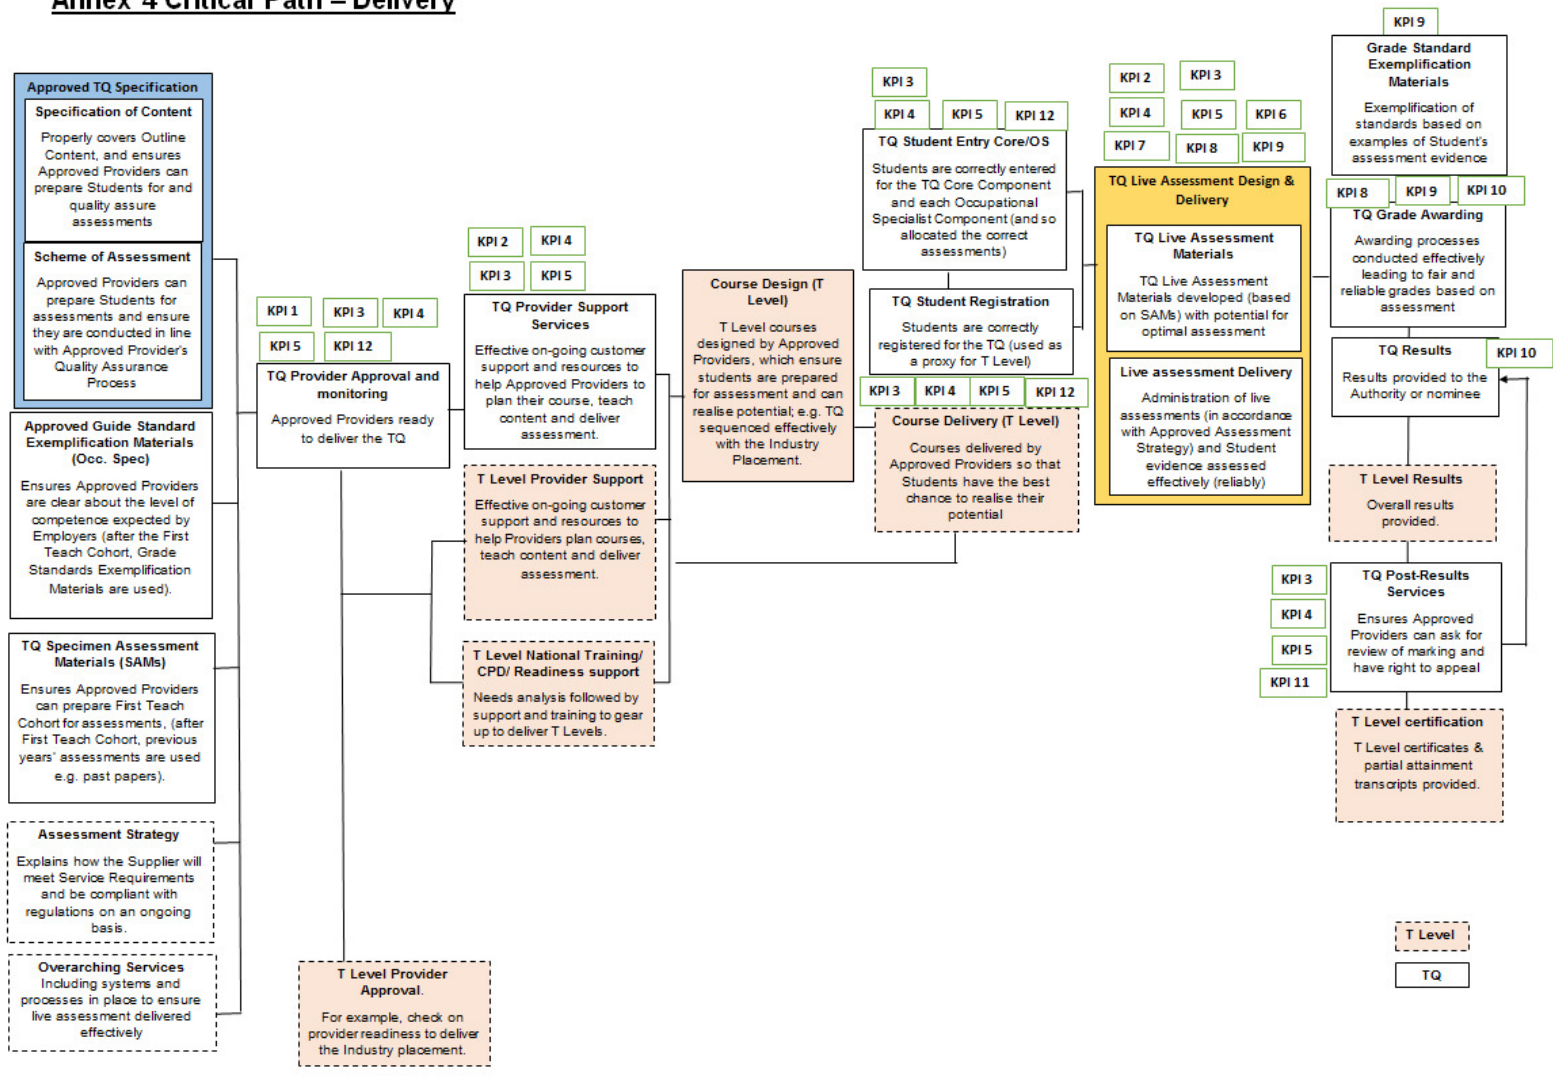 Annex 4 Critical Path – Delivery
Approved TQ Specification
Specification of Content
Properly covers Outline
Content, and ensures
Approved Providers can
prepare Students for and
quality assure
assessments
Scheme of Assessment
Approved Providers can
prepare Students for
assessments and ensure
they are conducted in line
with Approved Provider's
Quality Assurance
Process
Approved Guide Standard
Exemplification Materials
(Occ. Spec)
Ensures Approved Providers
are clear about the level of
competence expected by
Employers (after the First
Teach Cohort, Grade
Standards Exemplification
Materials are used).
TQ Specimen Assessment
Materials (SAMs)
Ensures Approved Providers
can prepare First Teach
Cohort for assessments, (after
First Teach Cohort, previous
years' assessments are used
e.g. past papers).
Assessment Strategy
Explains how the Supplier will
meet Service Requirements
and be compliant with
regulations on an ongoing
basis.
Overarching Services
Including systems and
processes in place to ensure
live assessment delivered
effectively
KPI 1
KPI 3
KPI 4
KPI 5
KPI 12
TQ Provider Approval and
monitoring
Approved Providers ready
to deliver the TQ
T Level Provider
Approval.
For example, check on
provider readiness to deliver
the Industry placement.
KPI 2
KPI 4
KPI 3
KPI 5
TQ Provider Support
Services
Effective on-going customer
support and resources to
help Approved Providers to
plan their course, teach
content and deliver
assessment.
T Level Provider Support
Effective on-going customer
support and resources to
help Providers plan courses,
teach content and deliver
assessment.
T Level National Training/
CPD/ Readiness support
Needs analysis followed by
support and training to gear
up to deliver T Levels.
Course Design (T
Level)
T Level courses
designed by Approved
Providers, which ensure
students are prepared
for assessment and can
realise potential; e.g. TQ
sequenced effectively
with the Industry
Placement.
KPI 3
KPI 4
KPI 5
KPI 12
TQ Student Entry Core/OS
Students are correctly entered
for the TQ Core Component
and each Occupational
Specialist Component (and so
allocated the correct
assessments)
TQ Student Registration
Students are correctly
registered for the TQ (used as
a proxy for T Level)
KPI 3
KPI 4
KPI 5
KPI 12
Course Delivery (T Level)
Courses delivered by
Approved Providers so that
Students have the best
chance to realise their
potential
KPI 2
KPI 3
KPI 4
KPI 5
KPI 6
KPI 7
KPI 8
KPI 9
TQ Live Assessment Design &
Delivery
TQ Live Assessment
Materials
TQ Live Assessment
Materials developed (based
on SAMs) with potential for
optimal assessment
Live assessment Delivery
Administration of live
assessments (in accordance
with Approved Assessment
Strategy) and Student
evidence assessed
effectively (reliably)
KPI 9
Grade Standard
Exemplification
Materials
Exemplification of
standards based on
examples of Student's
assessment evidence
KPI 8
KPI 9
KPI 10
TQ Grade Awarding
Awarding processes
conducted effectively
leading to fair and
reliable grades based on
assessment
TQ Results
KPI 10
Results provided to the
Authority or nominee
T Level Results
Overall results
provided.
KPI 3
KPI 4
KPI 5
KPI 11
TQ Post-Results
Services
Ensures Approved
Providers can ask for
review of marking and
have right to appeal
T Level certification
T Level certificates &
partial attainment
transcripts provided.
T Level
TQ